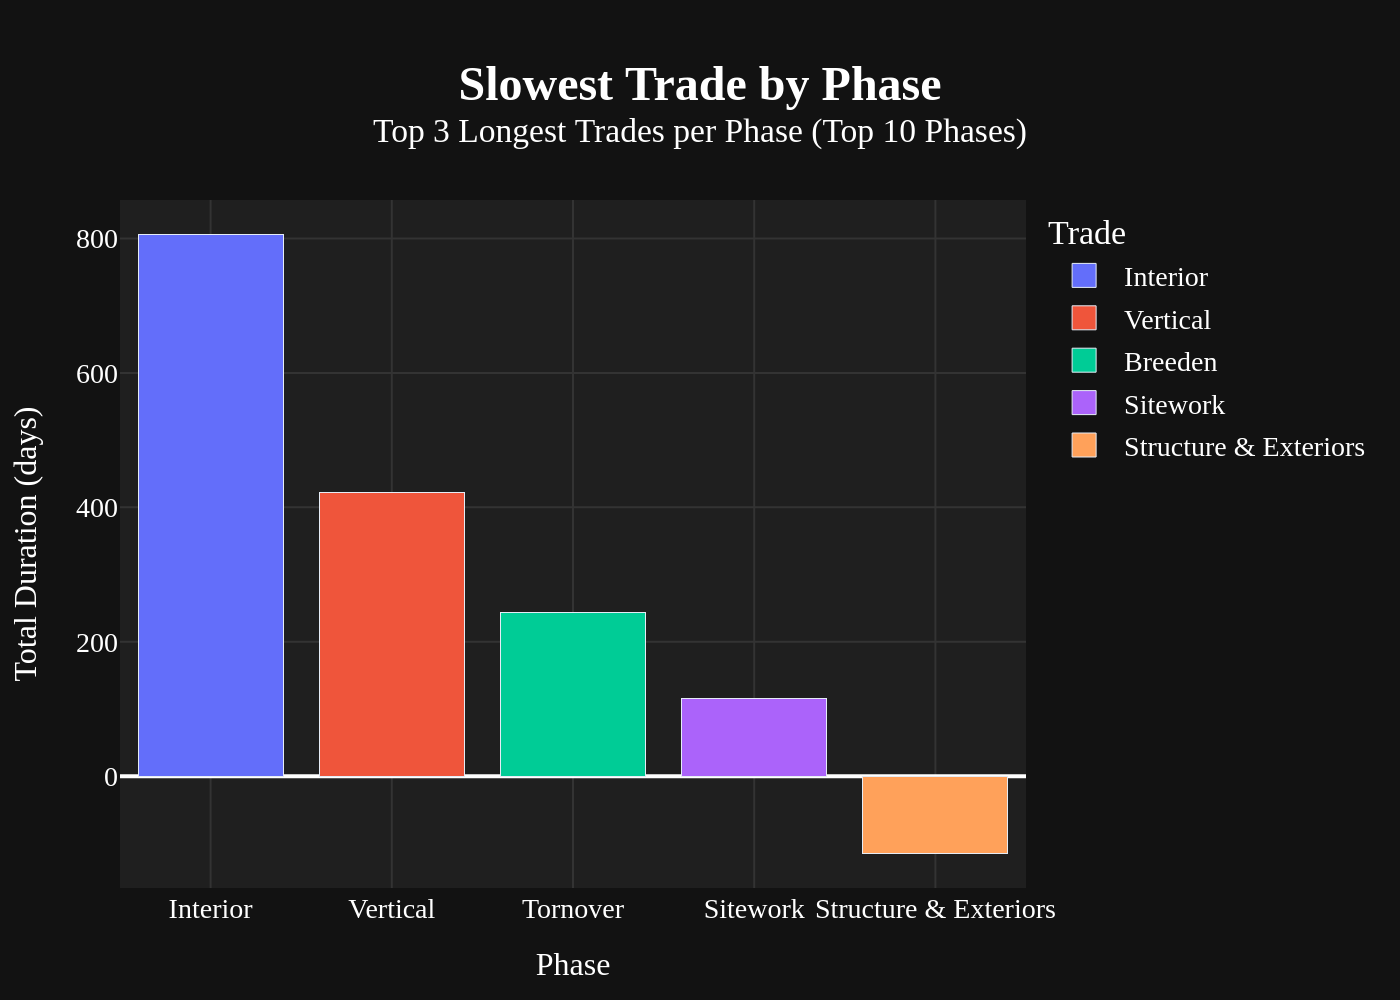 Slowest Trade by Phase
Top 3 Longest Trades per Phase (Top 10 Phases)
Total Duration (days)
800
600
400
200
0
Interior
Vertical
Tornover
Sitework
Structure & Exteriors
Phase
Trade
Interior
Vertical
Breeden
Sitework
Structure & Exteriors